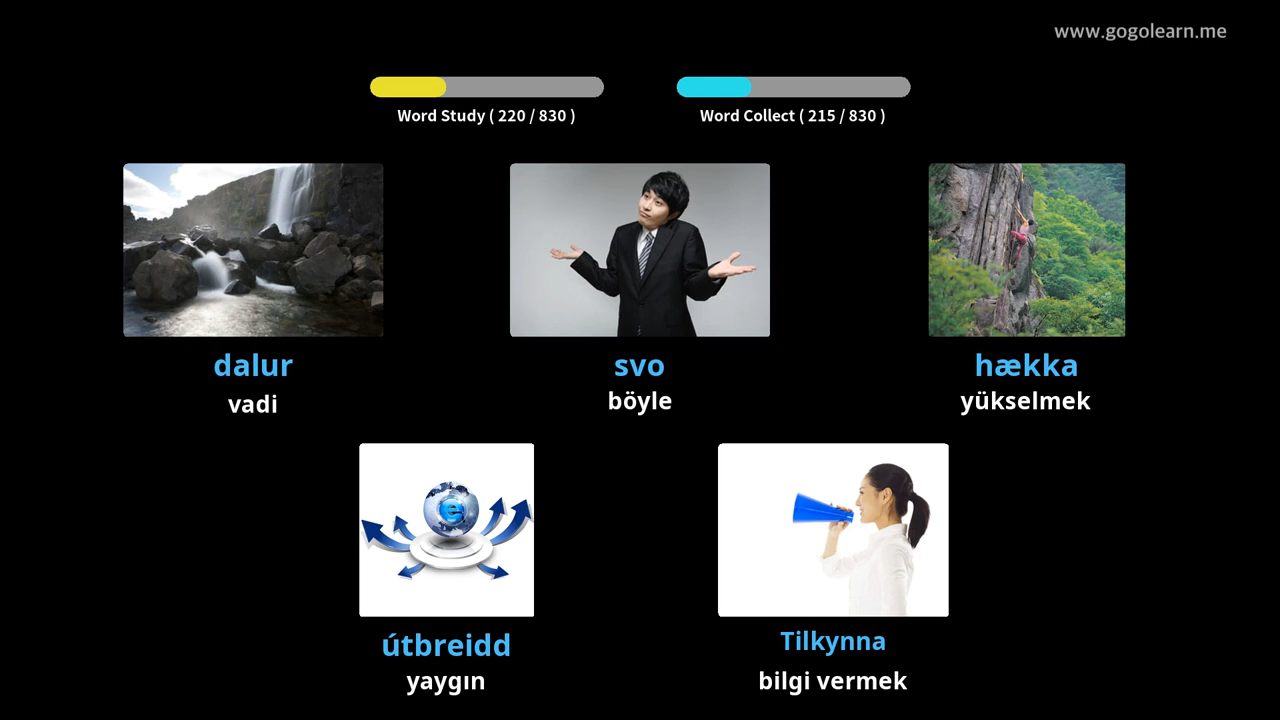 www.gogolearn.me
Word Study ( 220 / 830 )
Word Collect ( 215 / 830 )
dalur
svo
hækka
vadi
böyle
yükselmek
e
útbreidd
Tilkynna
yaygın
bilgi vermek